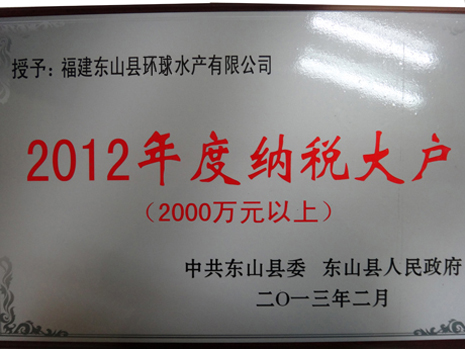 授予：福建东山县环球水产有限公司
2012年度纳税大户
（2000万元以上）
中共东山县委 东山县人民政府
二〇一三年二月